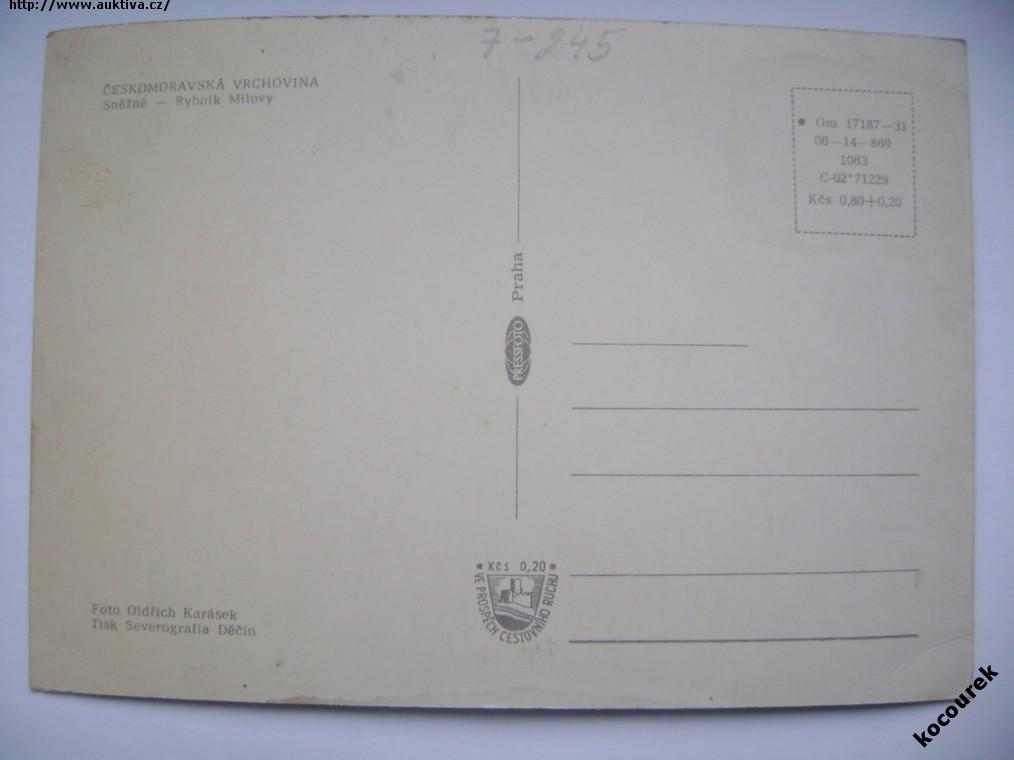 http://www.auktiva.cz/
7-245
ČESKOMORAVSKÁ VRCHOVINA
Sněžné — Rybník Milovy
Om 17187—31
06—14—869
1063
C-02*71229
Kčs 0,80+0,20
Praha
PRESSFOTO
Kčs 0,20
VE PROSPĚCH CESTOVNÍHO RUCHU
Foto Oldřich Karásek
Tisk Severografia Děčín
kocourek